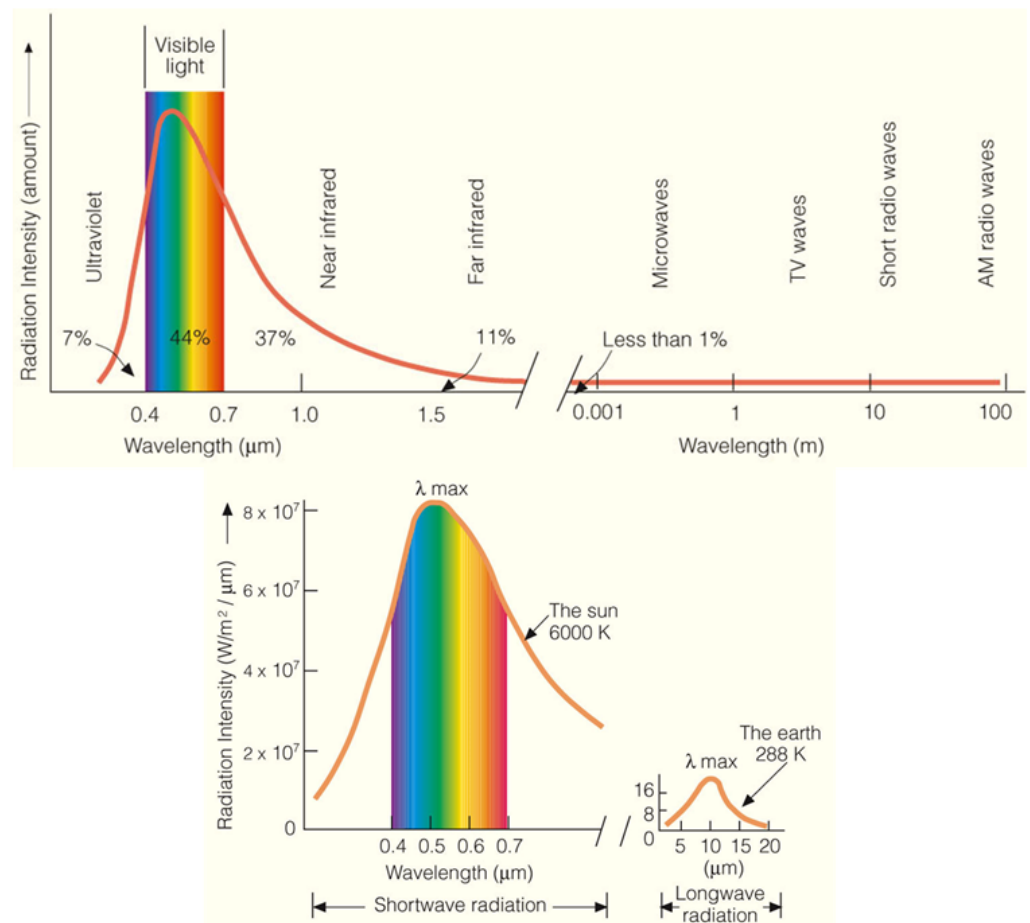 Visible
light
Radiation Intensity (amount)
Ultraviolet
Near infrared
Far infrared
Microwaves
TV waves
Short radio waves
AM radio waves
7%
44%
37%
11%
Less than 1%
0.4
0.7
1.0
1.5
0.001
1
10
100
Wavelength (μm)
Wavelength (m)
λ max
Radiation Intensity (W/m² / μm)
8 x 10⁷
6 x 10⁷
4 x 10⁷
2 x 10⁷
0
The sun
6000 K
0.4
0.5
0.6
0.7
Wavelength (μm)
Shortwave radiation
The earth
288 K
λ max
16
8
0
5
10
15
20
(μm)
Longwave
radiation